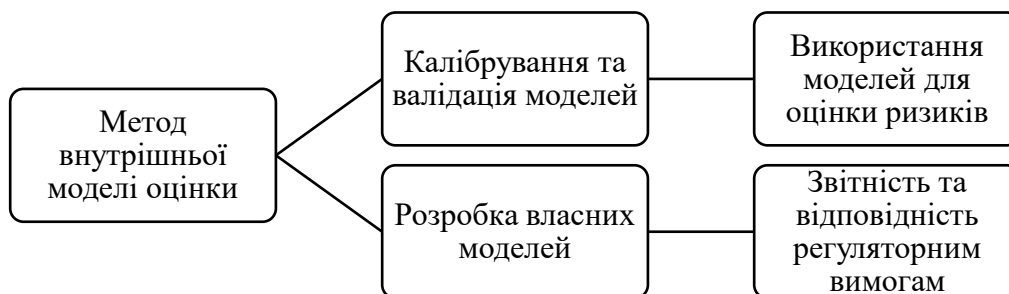 Метод
внутрішньої
моделі оцінки
Калібрування та
валідація моделей
Використання
моделей для
оцінки ризиків
Розробка власних
моделей
Звітність та
відповідність
регуляторним
вимогам